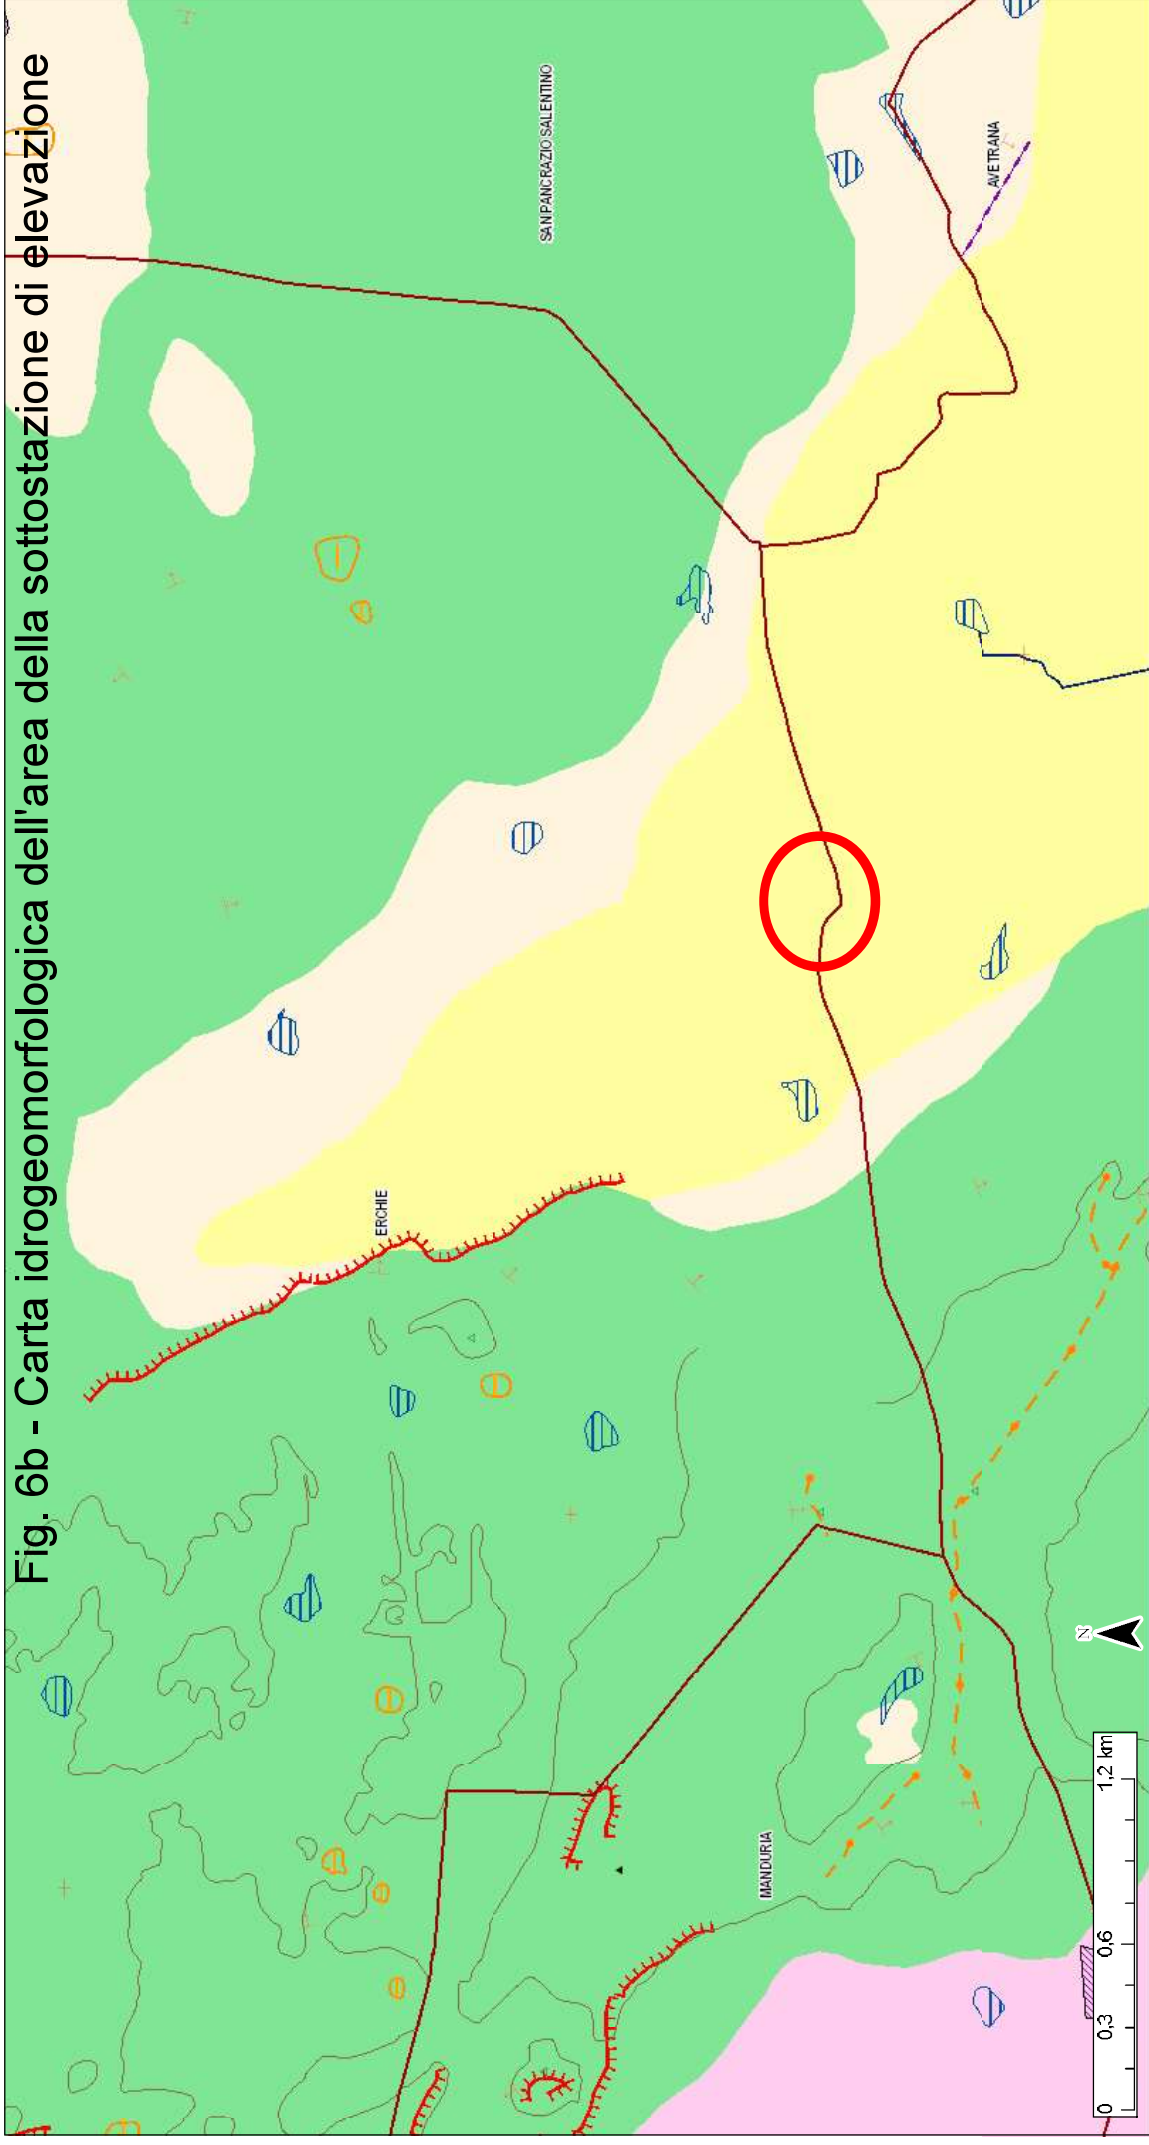 Fig. 6b - Carta idrogeomorfologica dell'area della sottostazione di elevazione
SAN PANCRAZIO SALENTINO
AVETRANA
ERCHIE
MANDURIA
N
0 0,3 0,6 1,2 km